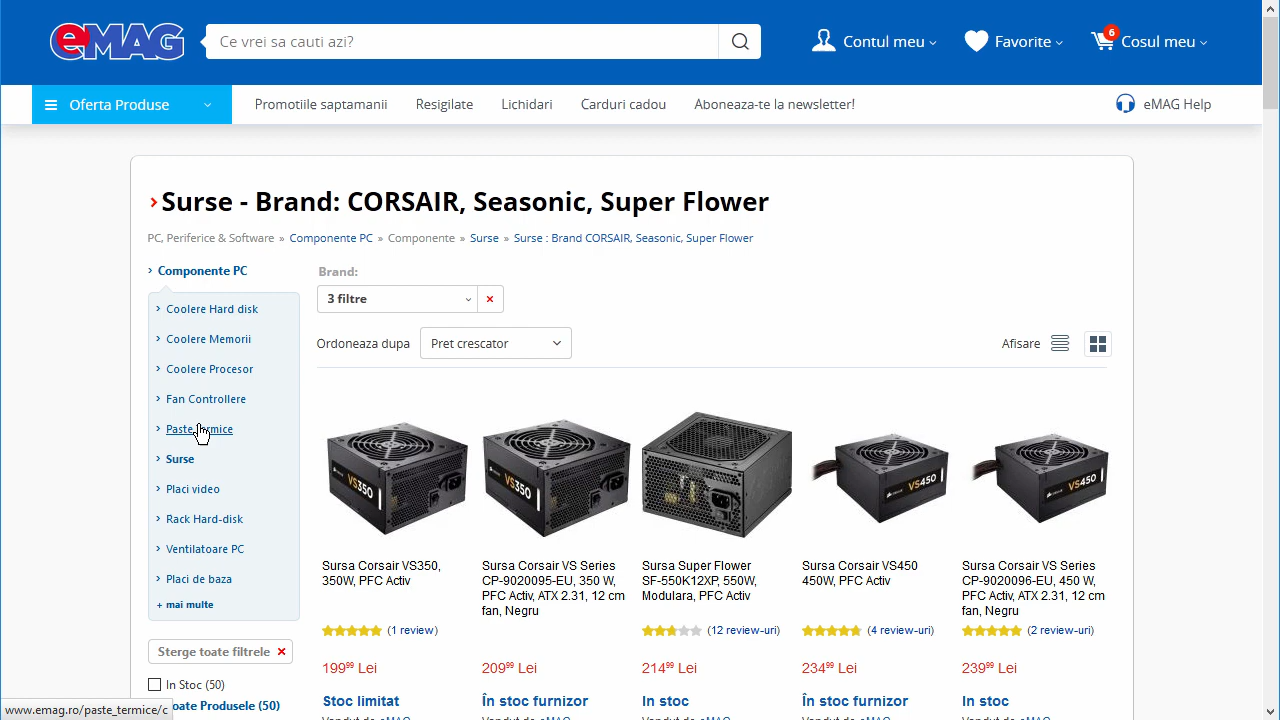 eMAG
Ce vrei sa cauti azi?
Contul meu
Favorite
6
Cosul meu
Oferta Produse
Promotiile saptamanii
Resigilate
Lichidari
Carduri cadou
Aboneaza-te la newsletter!
eMAG Help
Surse - Brand: CORSAIR, Seasonic, Super Flower
PC, Periferice & Software » Componente PC » Componente » Surse » Surse : Brand CORSAIR, Seasonic, Super Flower
Componente PC
Coolere Hard disk
Coolere Memorii
Coolere Procesor
Fan Controllere
Surse
Placi video
Rack Hard-disk
Ventilatoare PC
Placi de baza
+ mai multe
Sterge toate filtrele ×
In Stoc (50)
oate Produsele (50)
Brand:
3 filtre
Ordoneaza dupa
Pret crescator
Afisare
VS350
VS350
VS450
VS450
Sursa Corsair VS350,
350W, PFC Activ
(1 review)
199⁹⁹ Lei
Stoc limitat
Sursa Corsair VS Series
CP-9020095-EU, 350 W,
PFC Activ, ATX 2.31, 12 cm
fan, Negru
209⁹⁹ Lei
În stoc furnizor
Sursa Super Flower
SF-550K12XP, 550W,
Modulara, PFC Activ
(12 review-uri)
214⁹⁹ Lei
In stoc
Sursa Corsair VS450
450W, PFC Activ
(4 review-uri)
234⁹⁹ Lei
În stoc furnizor
Sursa Corsair VS Series
CP-9020096-EU, 450 W,
PFC Activ, ATX 2.31, 12 cm
fan, Negru
(2 review-uri)
239⁹⁹ Lei
In stoc
www.emag.ro/paste_termice/c